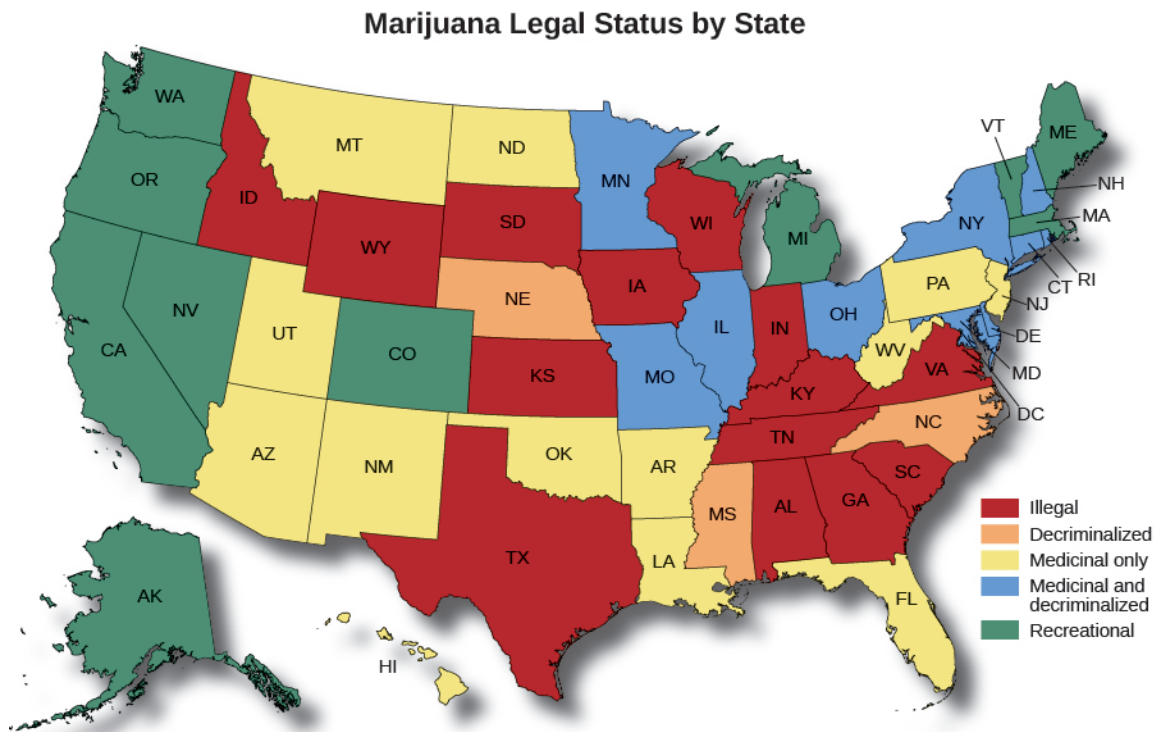 Marijuana Legal Status by State
WA
MT
ND
MN
VT
ME
OR
ID
SD
WI
NH
WY
MI
NY
MA
NV
NE
IA
PA
CT
RI
UT
IL
IN
OH
NJ
CA
CO
KS
MO
WV
DE
KY
VA
MD
DC
AZ
NM
OK
AR
TN
NC
SC
MS
AL
GA
TX
LA
Illegal
Decriminalized
Medicinal only
Medicinal and
decriminalized
Recreational
AK
FL
HI